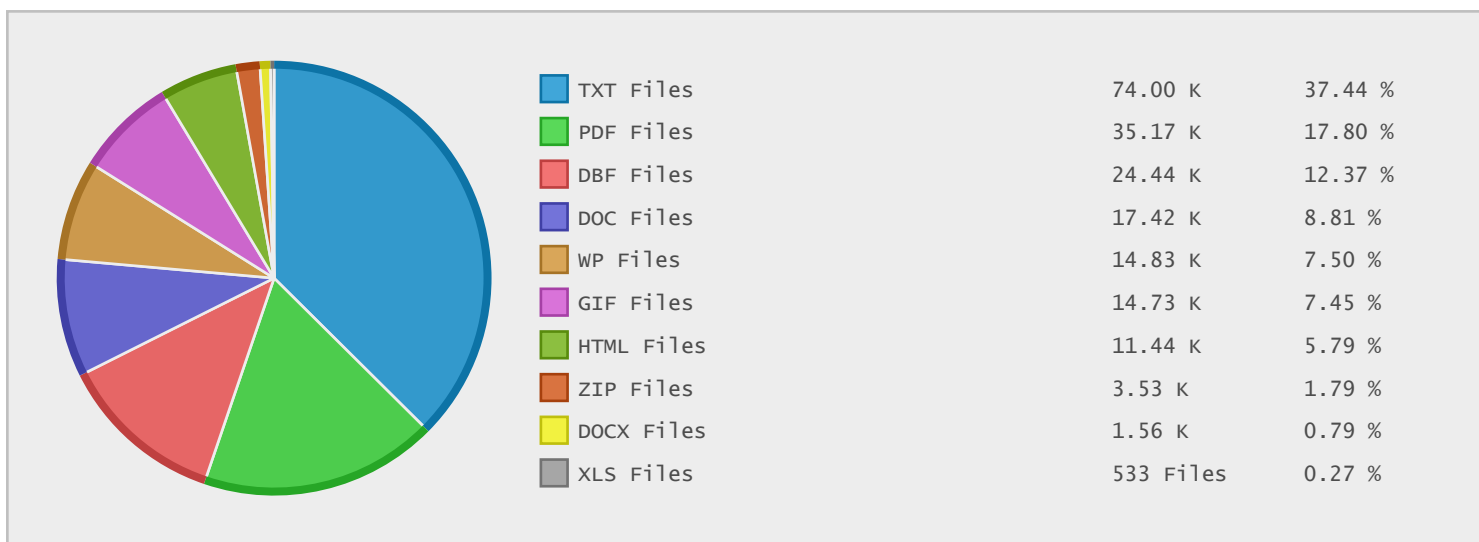 TXT Files 74.00 K 37.44 %
PDF Files 35.17 K 17.80 %
DBF Files 24.44 K 12.37 %
DOC Files 17.42 K 8.81 %
WP Files 14.83 K 7.50 %
GIF Files 14.73 K 7.45 %
HTML Files 11.44 K 5.79 %
ZIP Files 3.53 K 1.79 %
DOCX Files 1.56 K 0.79 %
XLS Files 533 Files 0.27 %